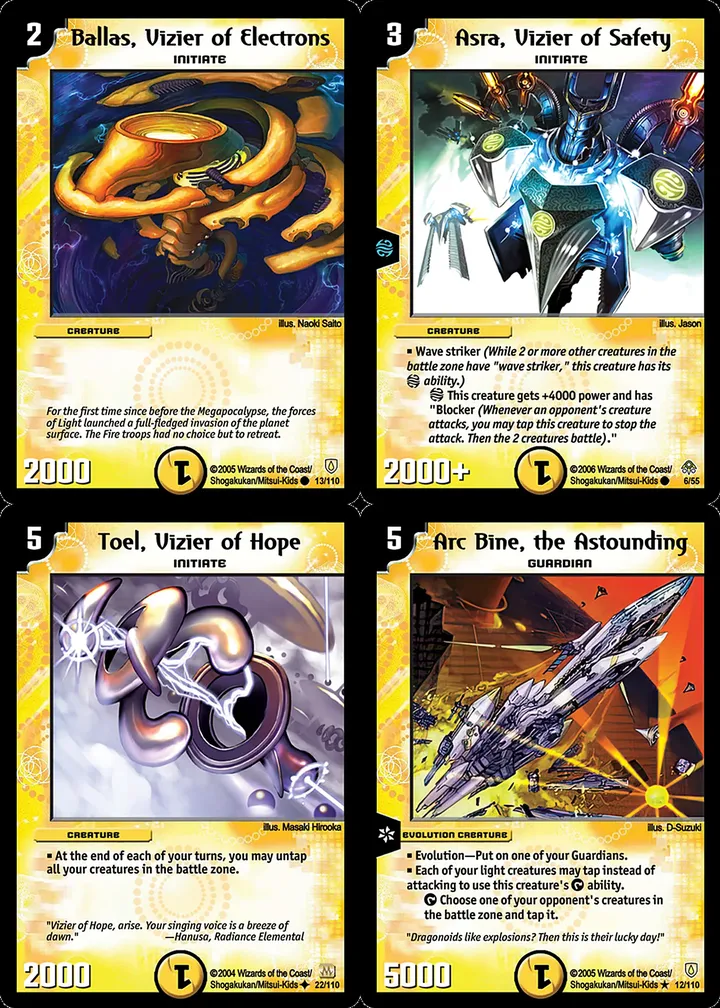 2 Ballas, Vizier of Electrons
INITIATE
illus. Naoki Saito
CREATURE
For the first time since before the Megapocalypse, the forces
of Light launched a full-fledged invasion of the planet
surface. The Fire troops had no choice but to retreat.
2000
1
©2005 Wizards of the Coast/
Shogakukan/Mitsui-Kids ● 13/110
3 Asra, Vizier of Safety
INITIATE
illus. Jason
CREATURE
▪ Wave striker (While 2 or more other creatures in the
battle zone have "wave striker," this creature has its
ability.)
This creature gets +4000 power and has
"Blocker (Whenever an opponent's creature
attacks, you may tap this creature to stop the
attack. Then the 2 creatures battle)."
2000+
1
©2006 Wizards of the Coast/
Shogakukan/Mitsui-Kids ● 6/55
5 Toel, Vizier of Hope
INITIATE
illus. Masaki Hirooka
CREATURE
▪ At the end of each of your turns, you may untap
all your creatures in the battle zone.
"Vizier of Hope, arise. Your singing voice is a breeze of
dawn." —Hanusa, Radiance Elemental
2000
1
©2004 Wizards of the Coast/
Shogakukan/Mitsui-Kids ✦ 22/110
5 Arc Bine, the Astounding
GUARDIAN
illus. D-Suzuki
EVOLUTION CREATURE
▪ Evolution—Put on one of your Guardians.
▪ Each of your light creatures may tap instead of
attacking to use this creature's ability.
Choose one of your opponent's creatures in
the battle zone and tap it.
"Dragonoids like explosions? Then this is their lucky day!"
5000
1
©2005 Wizards of the Coast/
Shogakukan/Mitsui-Kids ★ 12/110